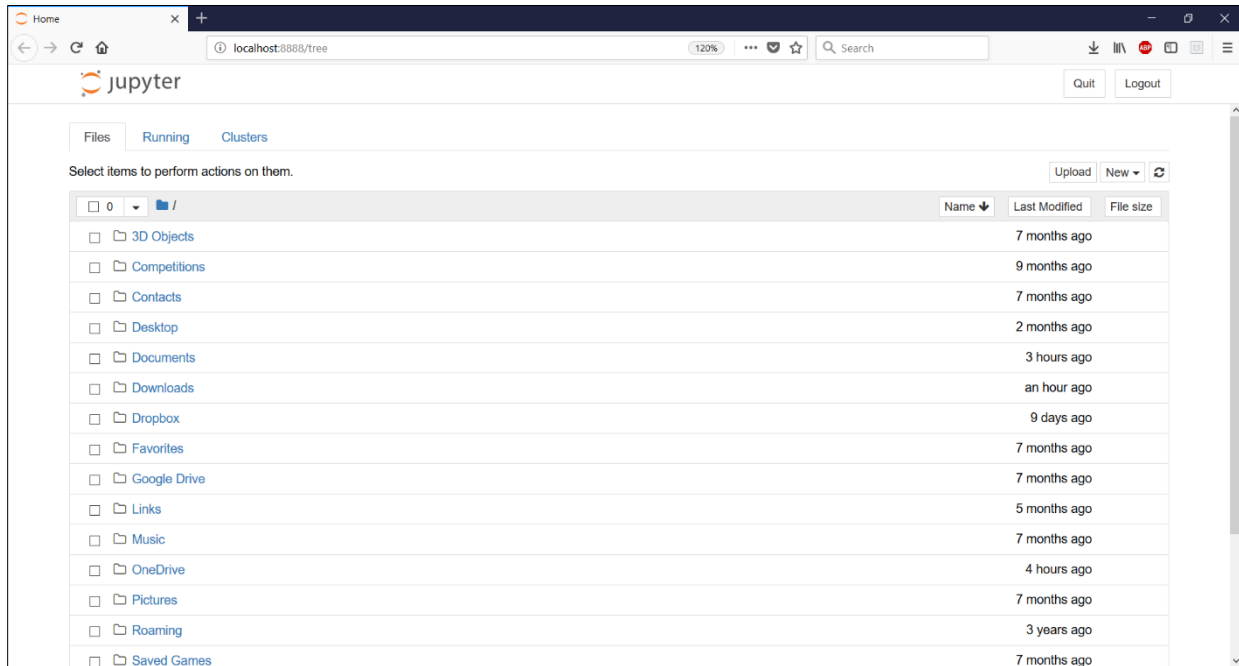 Home
localhost:8888/tree 120% Search ABP
jupyter Quit Logout
Files Running Clusters
Select items to perform actions on them. Upload New
0 / Name Last Modified File size
3D Objects 7 months ago
Competitions 9 months ago
Contacts 7 months ago
Desktop 2 months ago
Documents 3 hours ago
Downloads an hour ago
Dropbox 9 days ago
Favorites 7 months ago
Google Drive 7 months ago
Links 5 months ago
Music 7 months ago
OneDrive 4 hours ago
Pictures 7 months ago
Roaming 3 years ago
Saved Games 7 months ago